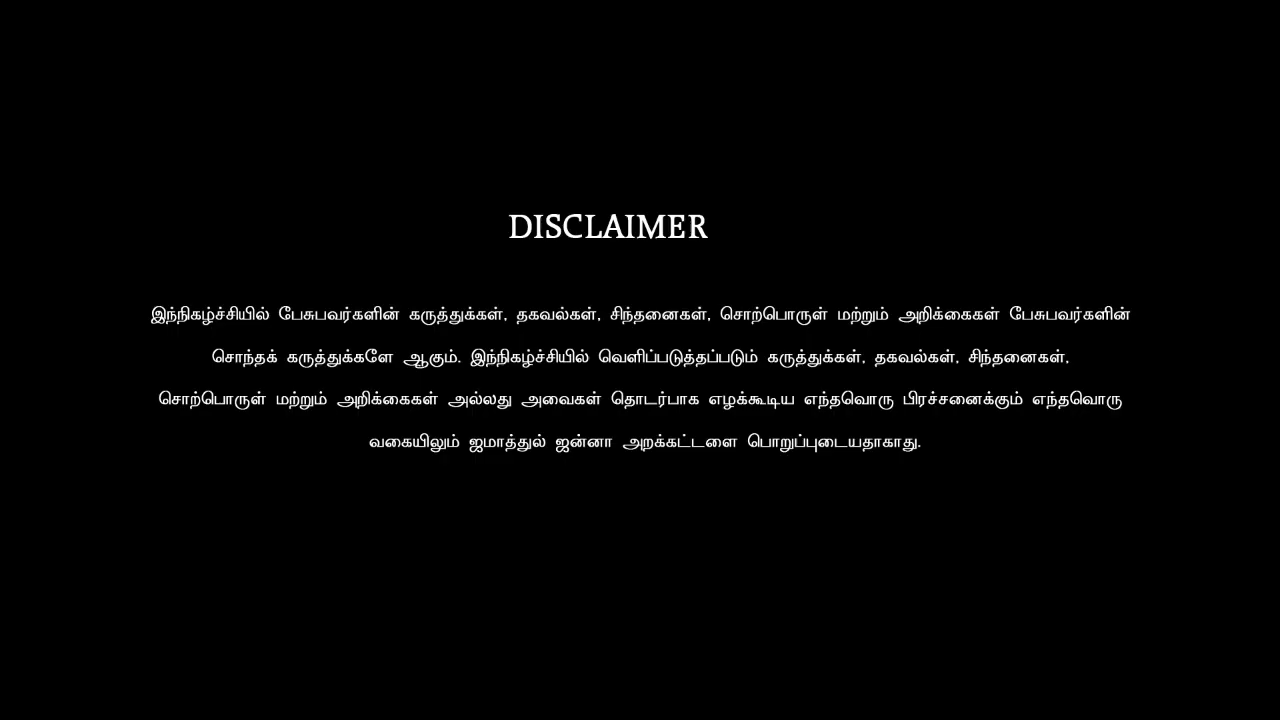 DISCLAIMER
இந்நிகழ்ச்சியில் பேசுபவர்களின் கருத்துக்கள், தகவல்கள், சிந்தனைகள், சொற்பொருள் மற்றும் அறிக்கைகள் பேசுபவர்களின்
சொந்தக் கருத்துக்களே ஆகும். இந்நிகழ்ச்சியில் வெளிப்படுத்தப்படும் கருத்துக்கள், தகவல்கள், சிந்தனைகள்,
சொற்பொருள் மற்றும் அறிக்கைகள் அல்லது அவைகள் தொடர்பாக எழக்கூடிய எந்தவொரு பிரச்சனைக்கும் எந்தவொரு
வகையிலும் ஜமாத்துல் ஜன்னா அறக்கட்டளை பொறுப்புடையதாகாது.